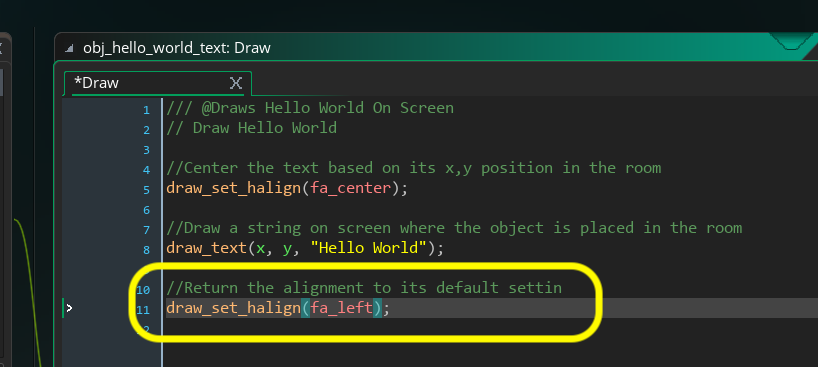 obj_hello_world_text: Draw
*Draw X
1 /// @Draws Hello World On Screen
2 // Draw Hello World
3
4 //Center the text based on its x,y position in the room
5 draw_set_halign(fa_center);
6
7 //Draw a string on screen where the object is placed in the room
8 draw_text(x, y, "Hello World");
9
10 //Return the alignment to its default settin
11 draw_set_halign(fa_left);